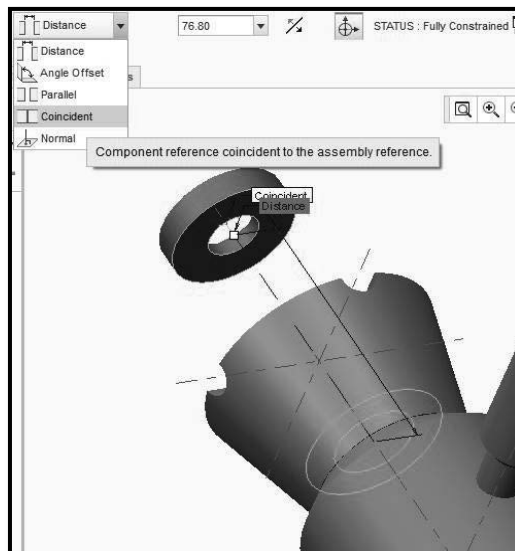 Distance 76.80 STATUS : Fully Constrained
Distance
Angle Offset
s
Parallel
Coincident
Normal
Component reference coincident to the assembly reference.
Coincident
Distance